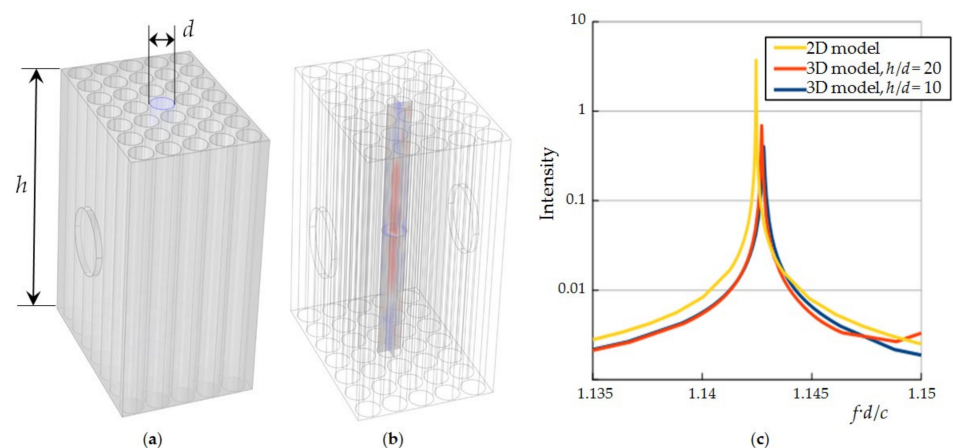 d
h
(a)
(b)
10
1
0.1
0.01
Intensity
2D model
3D model, h/d = 20
3D model, h/d = 10
1.135
1.14
1.145
1.15
f·d/c
(c)